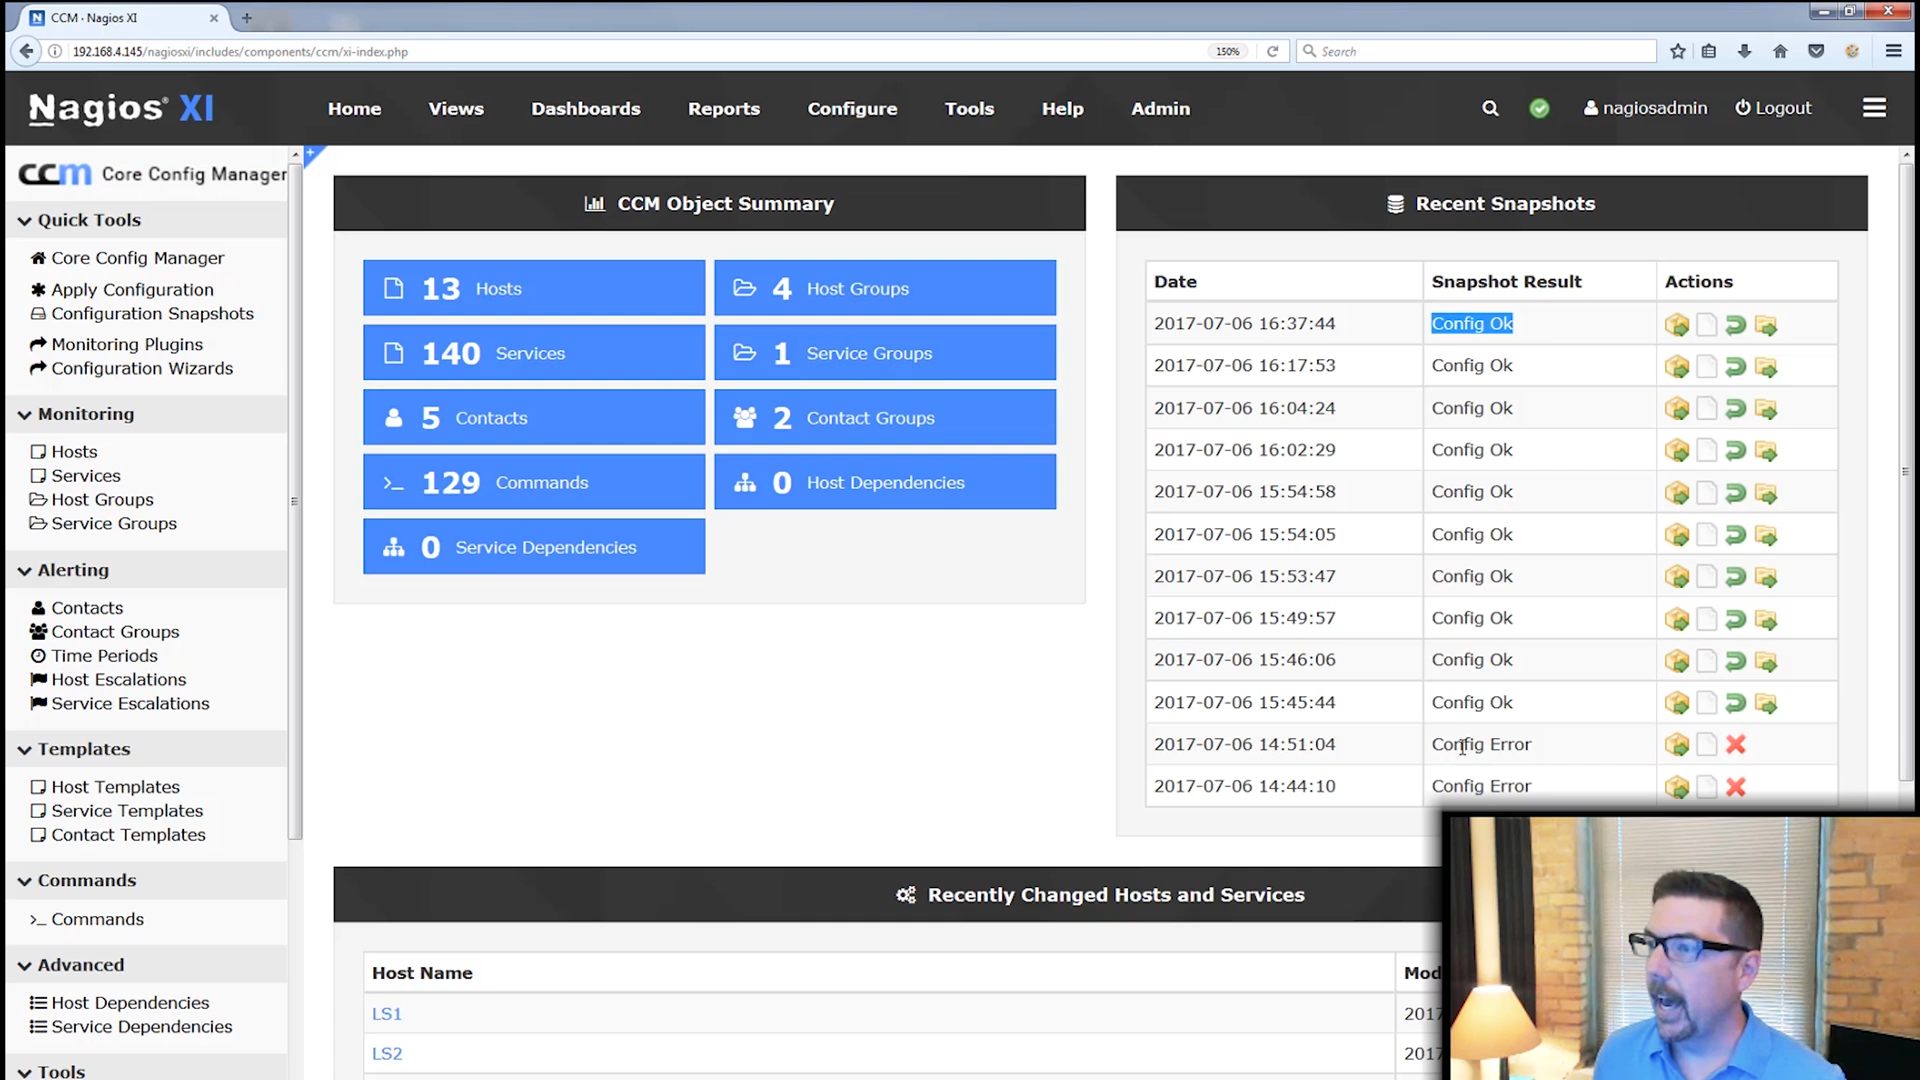 CCM · Nagios XI
192.168.4.145/nagiosxi/includes/components/ccm/xi-index.php
150%
Search
Nagios® XI
Home
Views
Dashboards
Reports
Configure
Tools
Help
Admin
nagiosadmin
Logout
ccm Core Config Manager
Quick Tools
Core Config Manager
Apply Configuration
Configuration Snapshots
Monitoring Plugins
Configuration Wizards
Monitoring
Hosts
Services
Host Groups
Service Groups
Alerting
Contacts
Contact Groups
Time Periods
Host Escalations
Service Escalations
Templates
Host Templates
Service Templates
Contact Templates
Commands
>_ Commands
Advanced
Host Dependencies
Service Dependencies
Tools
CCM Object Summary
13 Hosts
4 Host Groups
140 Services
1 Service Groups
5 Contacts
2 Contact Groups
>_ 129 Commands
0 Host Dependencies
0 Service Dependencies
Recent Snapshots
Date Snapshot Result Actions
2017-07-06 16:37:44 Config Ok
2017-07-06 16:17:53 Config Ok
2017-07-06 16:04:24 Config Ok
2017-07-06 16:02:29 Config Ok
2017-07-06 15:54:58 Config Ok
2017-07-06 15:54:05 Config Ok
2017-07-06 15:53:47 Config Ok
2017-07-06 15:49:57 Config Ok
2017-07-06 15:46:06 Config Ok
2017-07-06 15:45:44 Config Ok
2017-07-06 14:51:04 Config Error
2017-07-06 14:44:10 Config Error
Recently Changed Hosts and Services
Host Name Mod
LS1 2017
LS2 2017